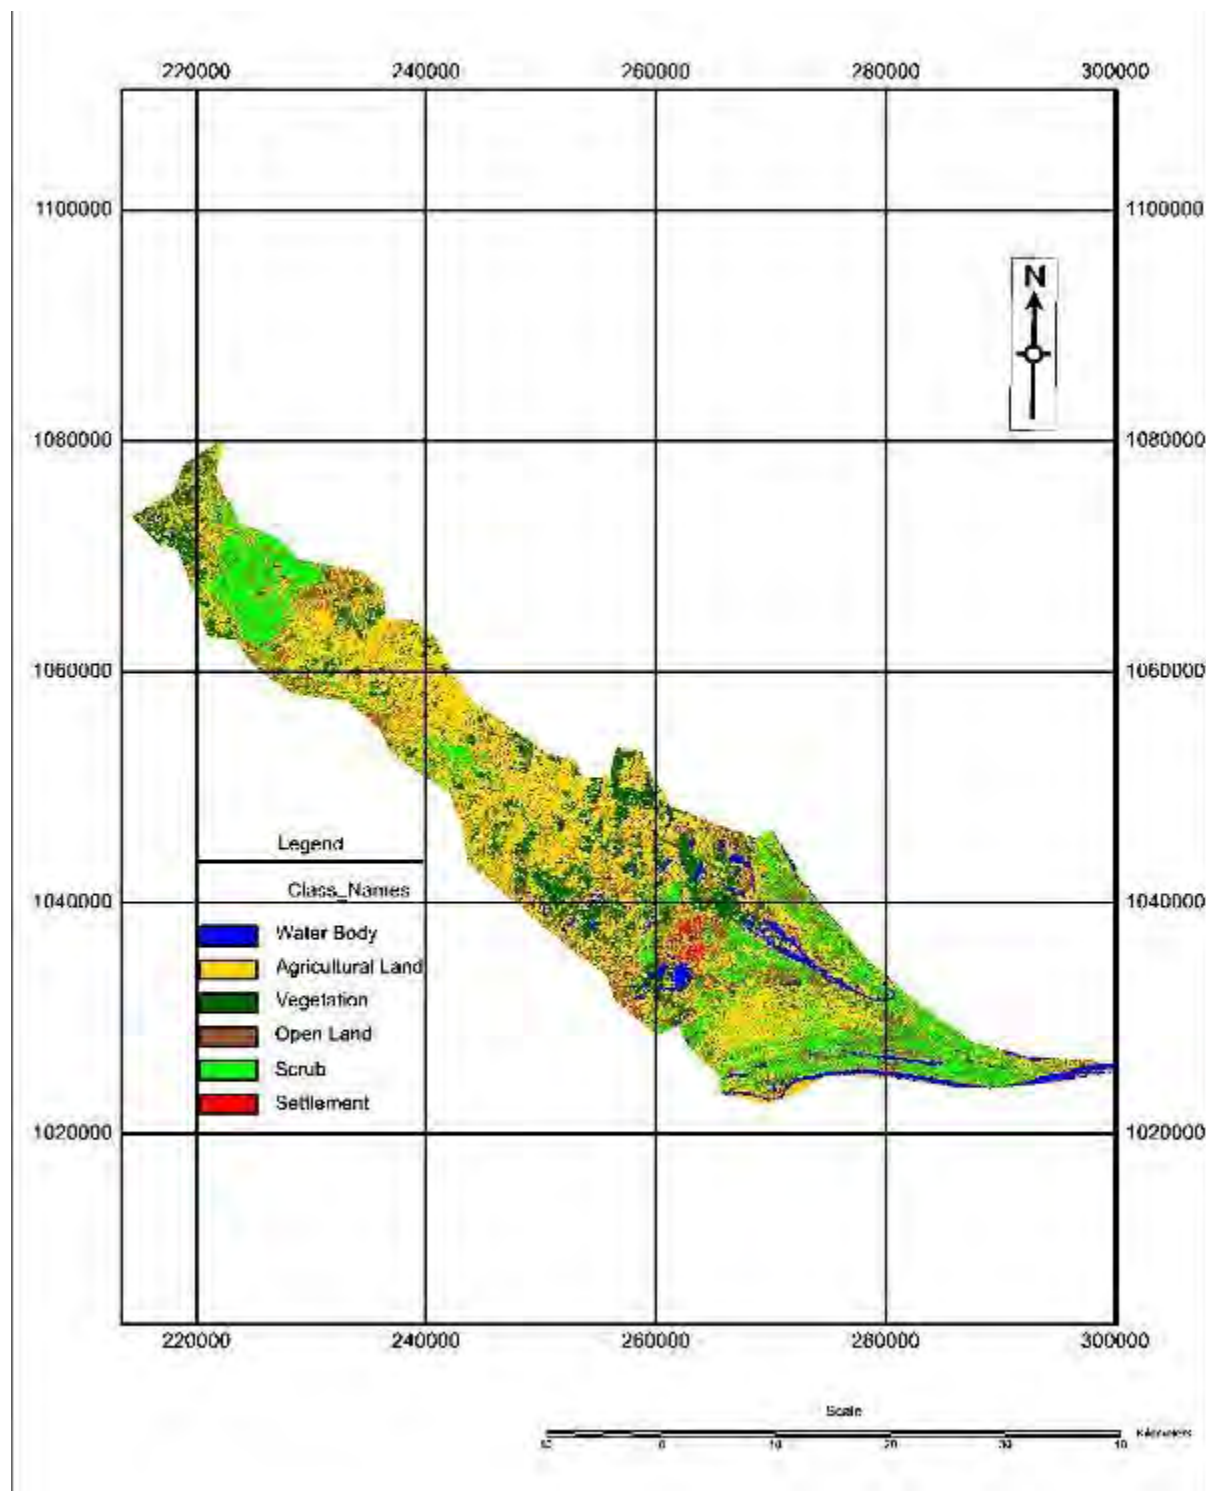 220000 240000 260000 280000 300000
1100000 1100000
N
1080000 1080000
1060000 1060000
Legend
Class_Names
1040000 1040000
Water Body
Agricultural Land
Vegetation
Open Land
Scrub
Settlement
1020000 1020000
220000 240000 260000 280000 300000
Scale
0 10 20 30 Kilometers